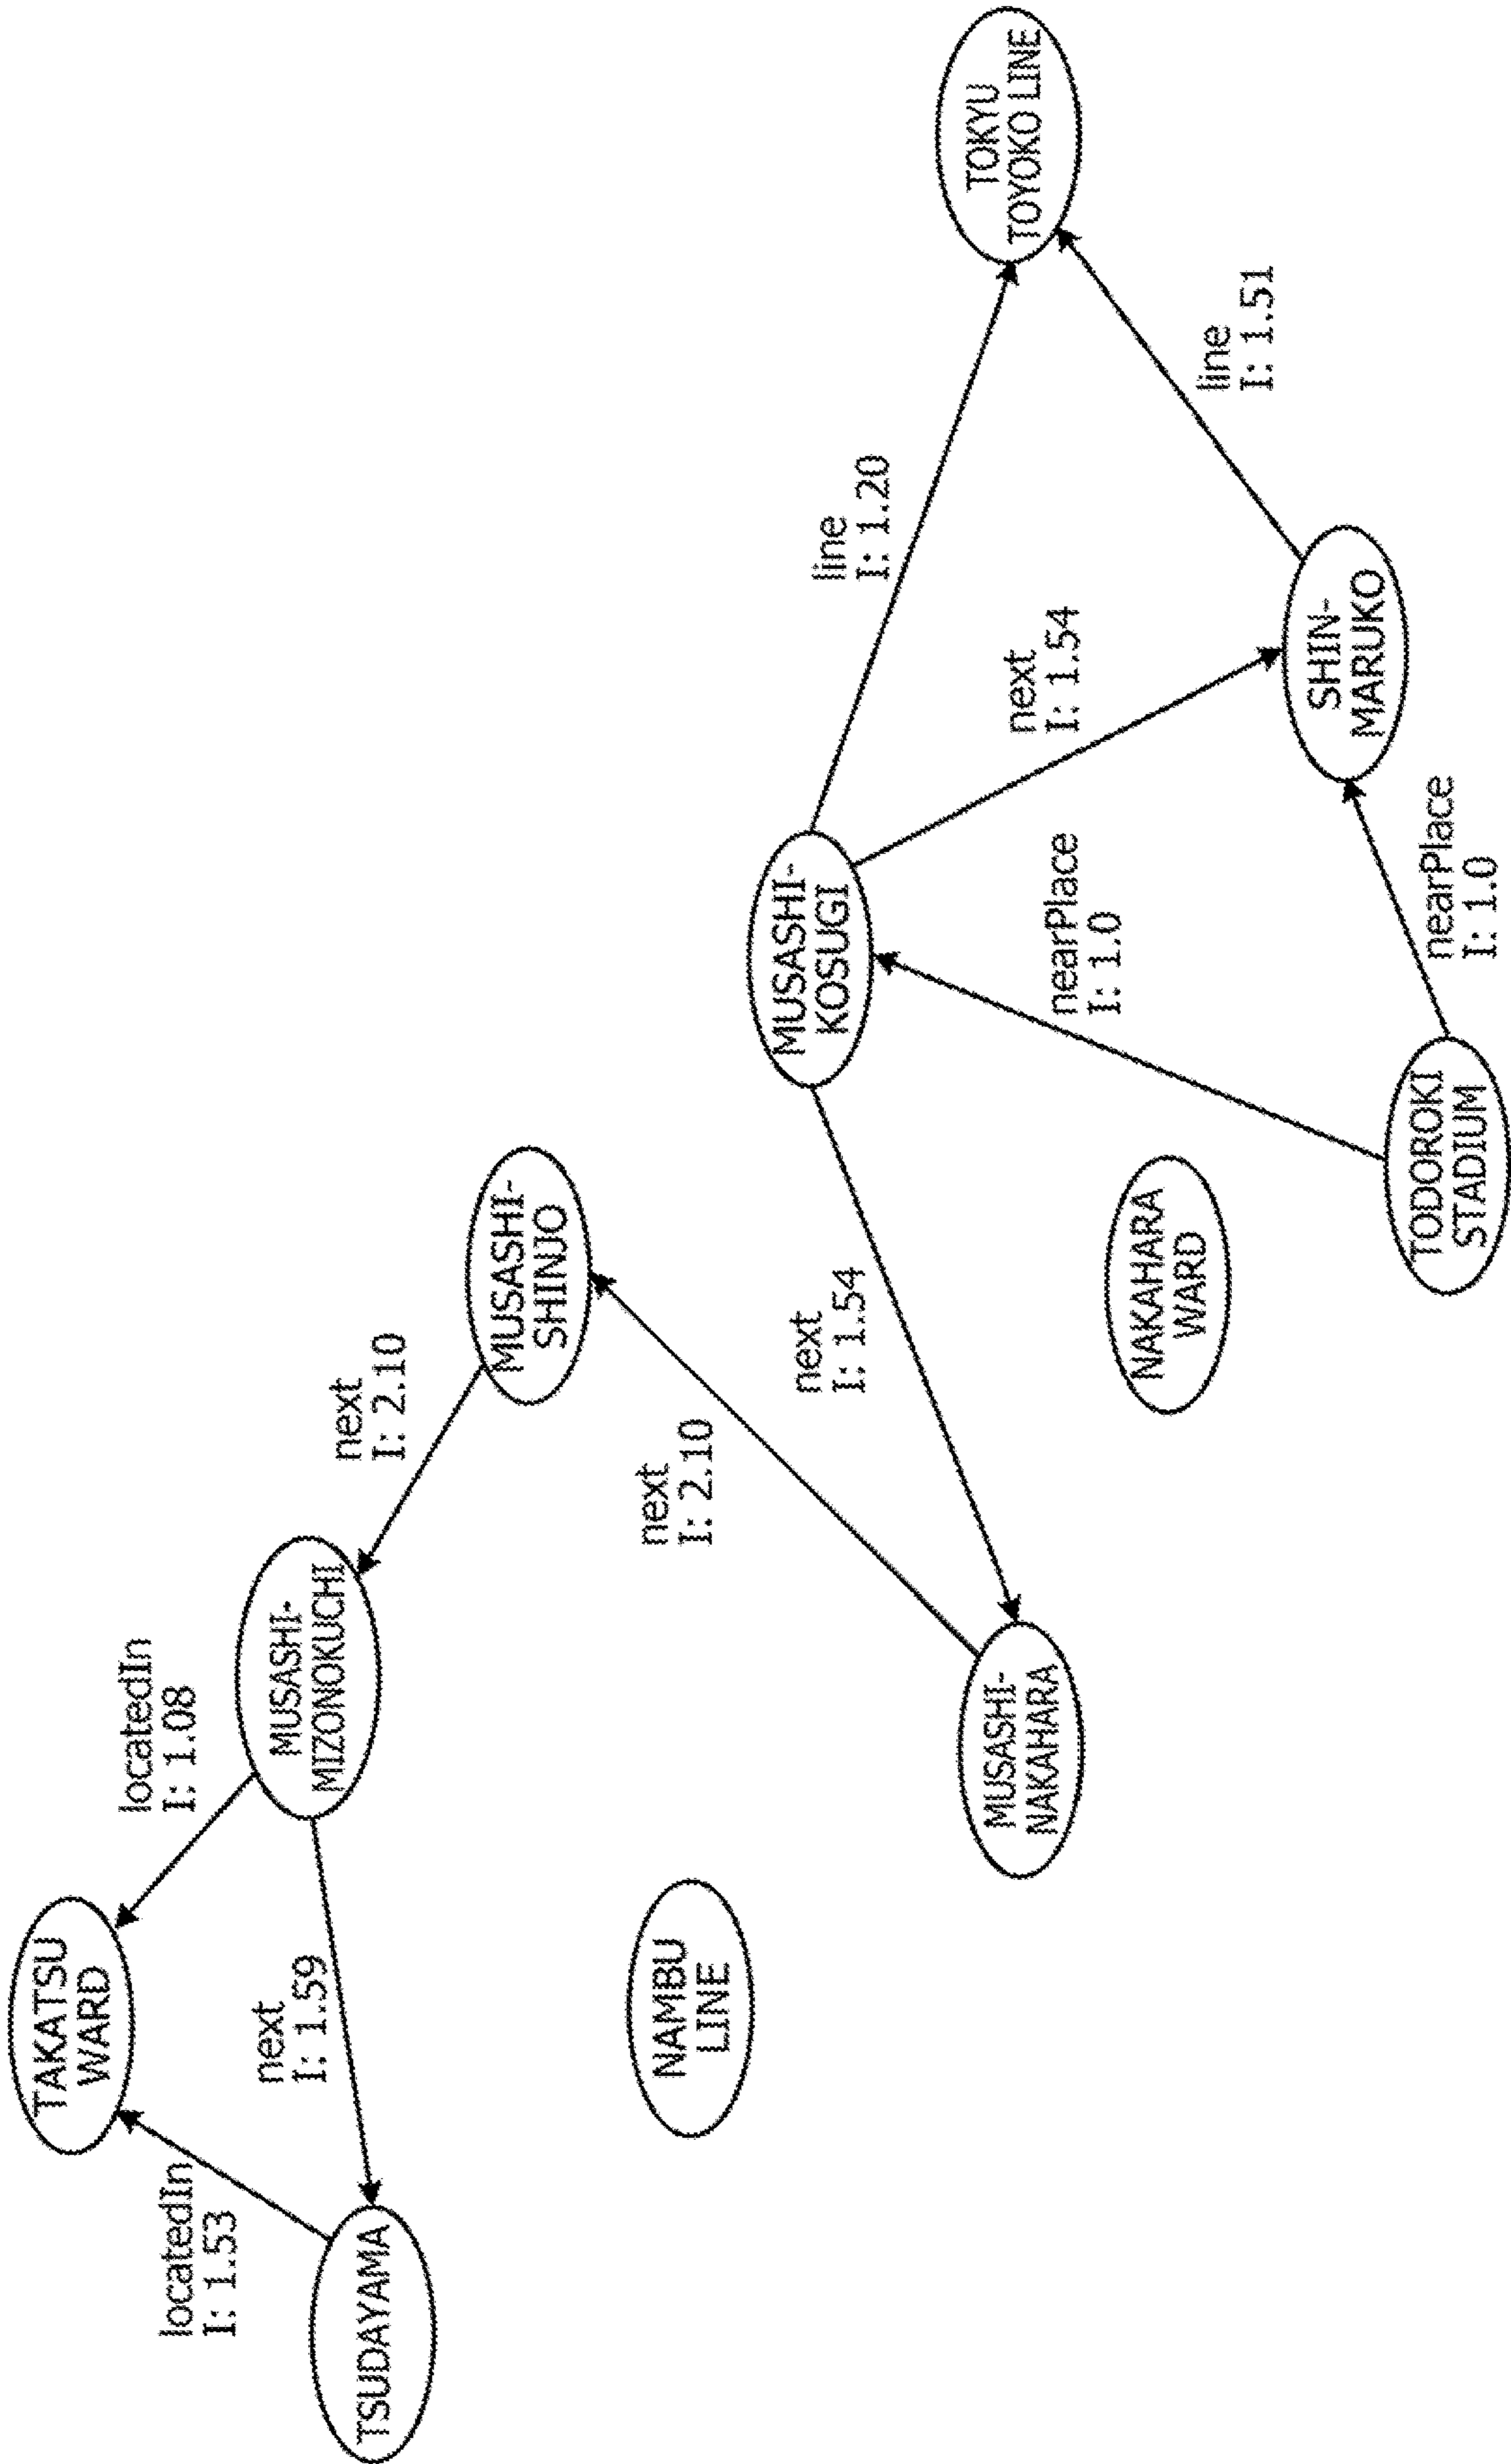 TAKATSU
WARD
locatedIn
I: 1.53
locatedIn
I: 1.08
TSUDAYAMA
next
I: 1.59
MUSASHI-
MIZONOKUCHI
next
I: 2.10
MUSASHI-
SHINJO
NAMBU
LINE
next
I: 2.10
MUSASHI-
KOSUGI
line
I: 1.20
next
I: 1.54
TOKYU
TOYOKO LINE
MUSASHI-
NAKAHARA
nearPlace
I: 1.0
next
I: 1.54
NAKAHARA
WARD
line
I: 1.51
SHIN-
MARUKO
TODOROKI
STADIUM
nearPlace
I: 1.0